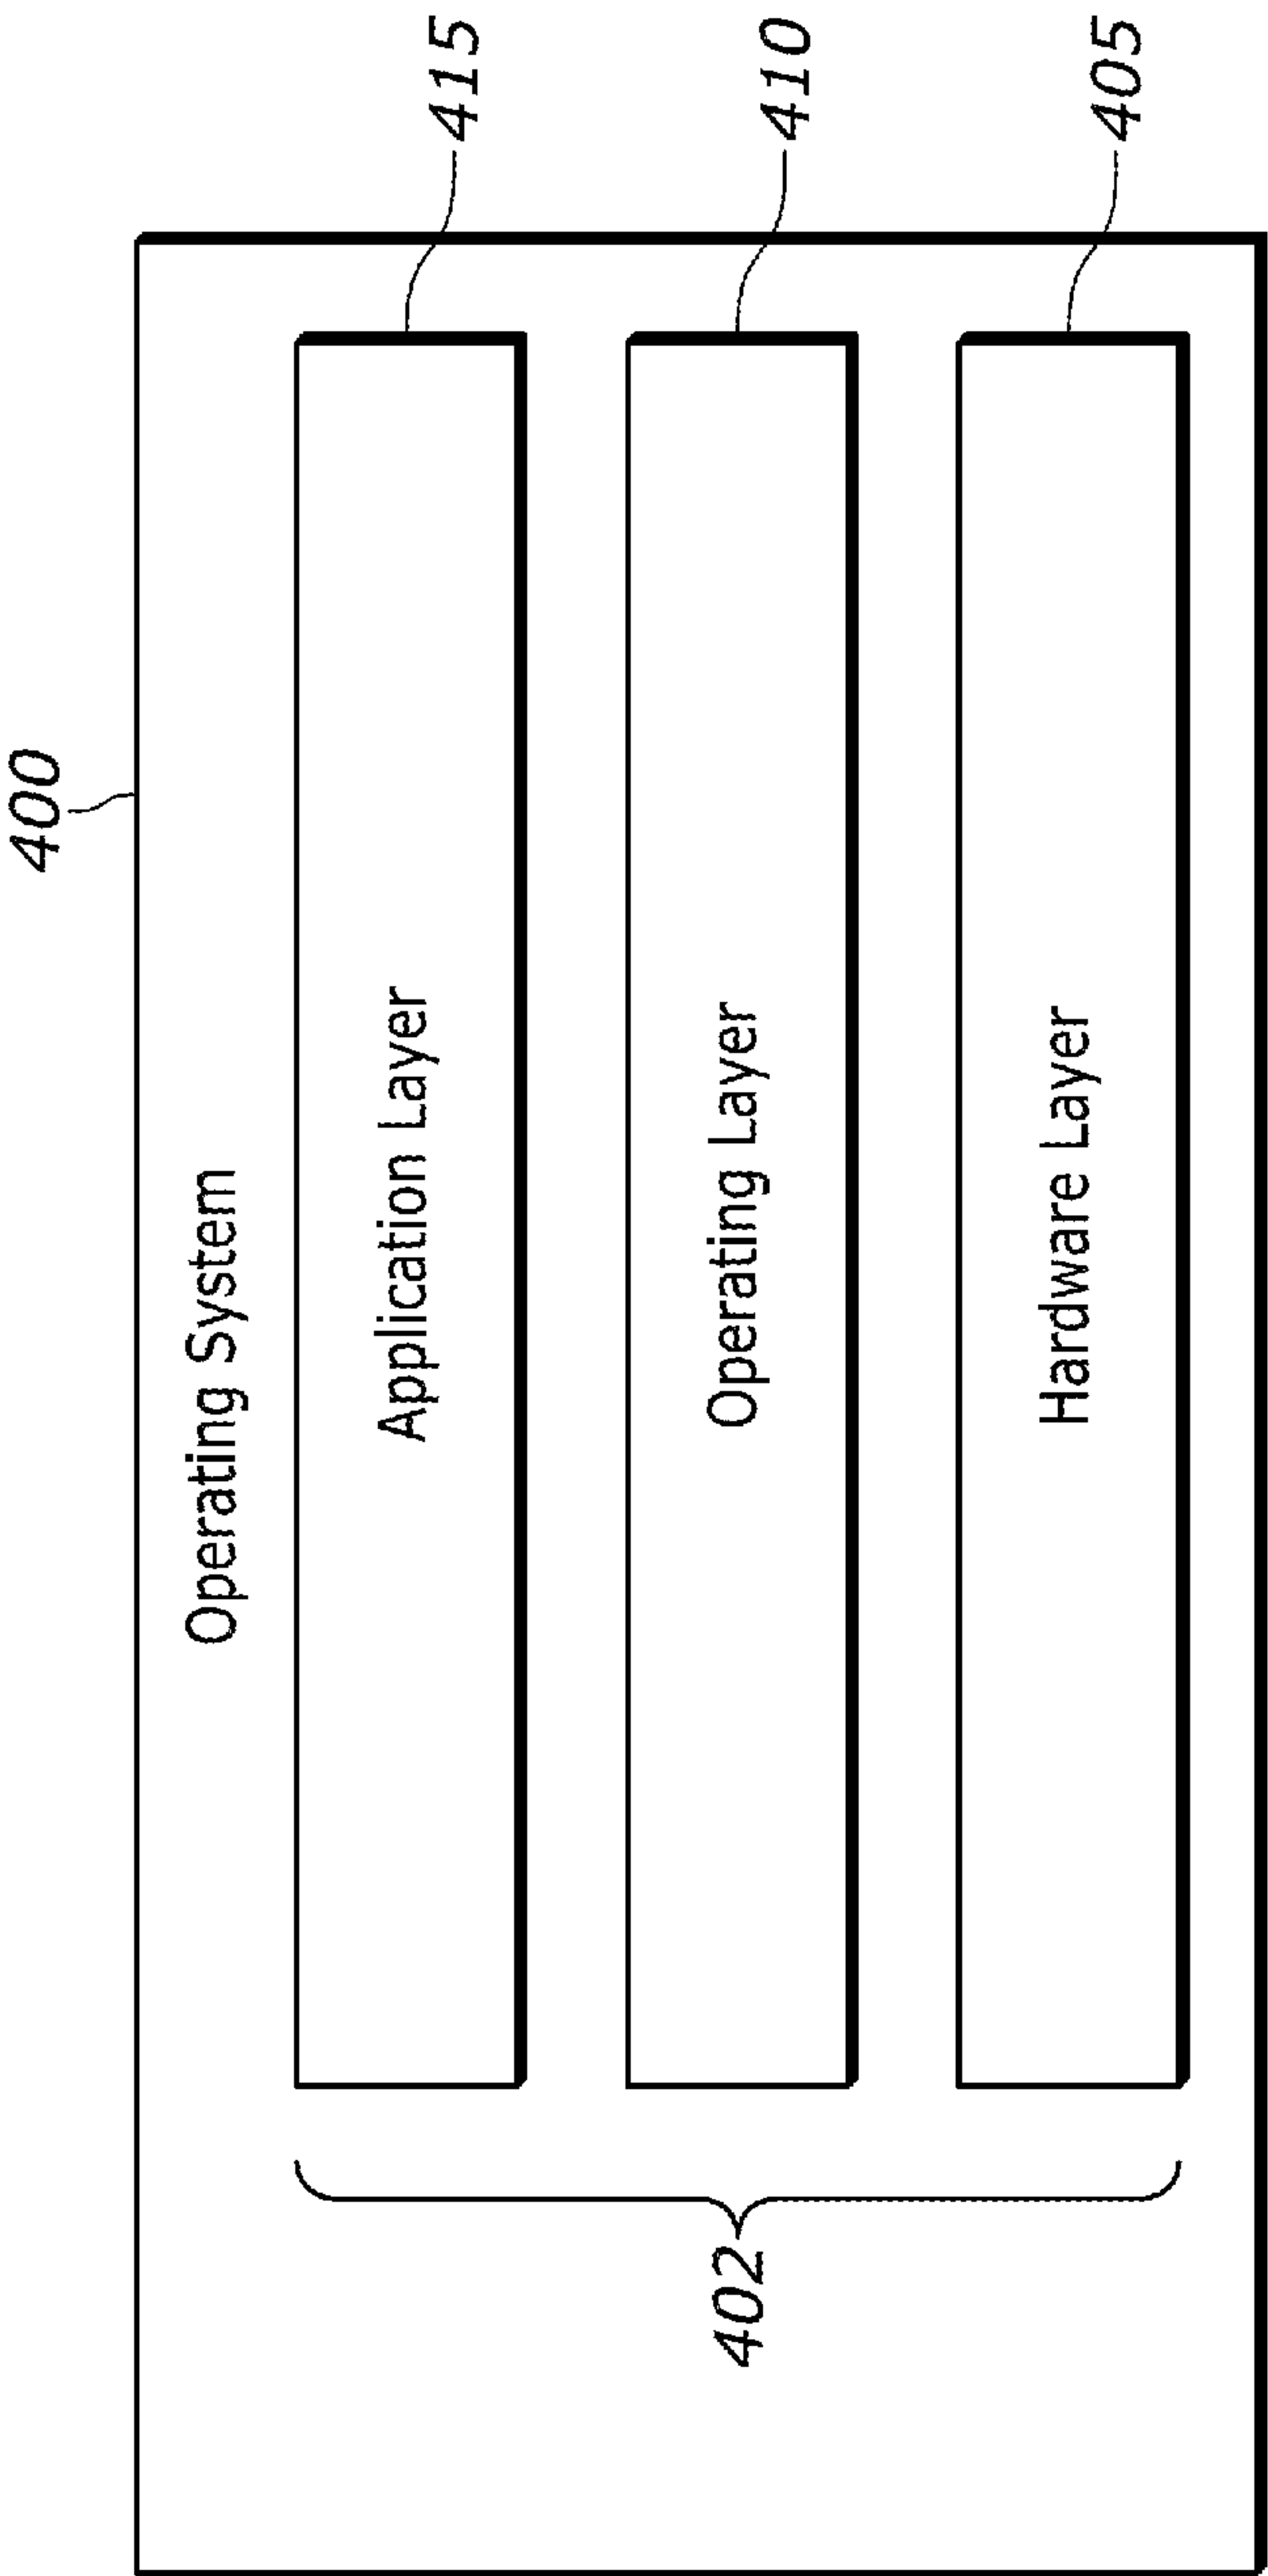 400
Operating System
Application Layer
415
Operating Layer
410
402
Hardware Layer
405